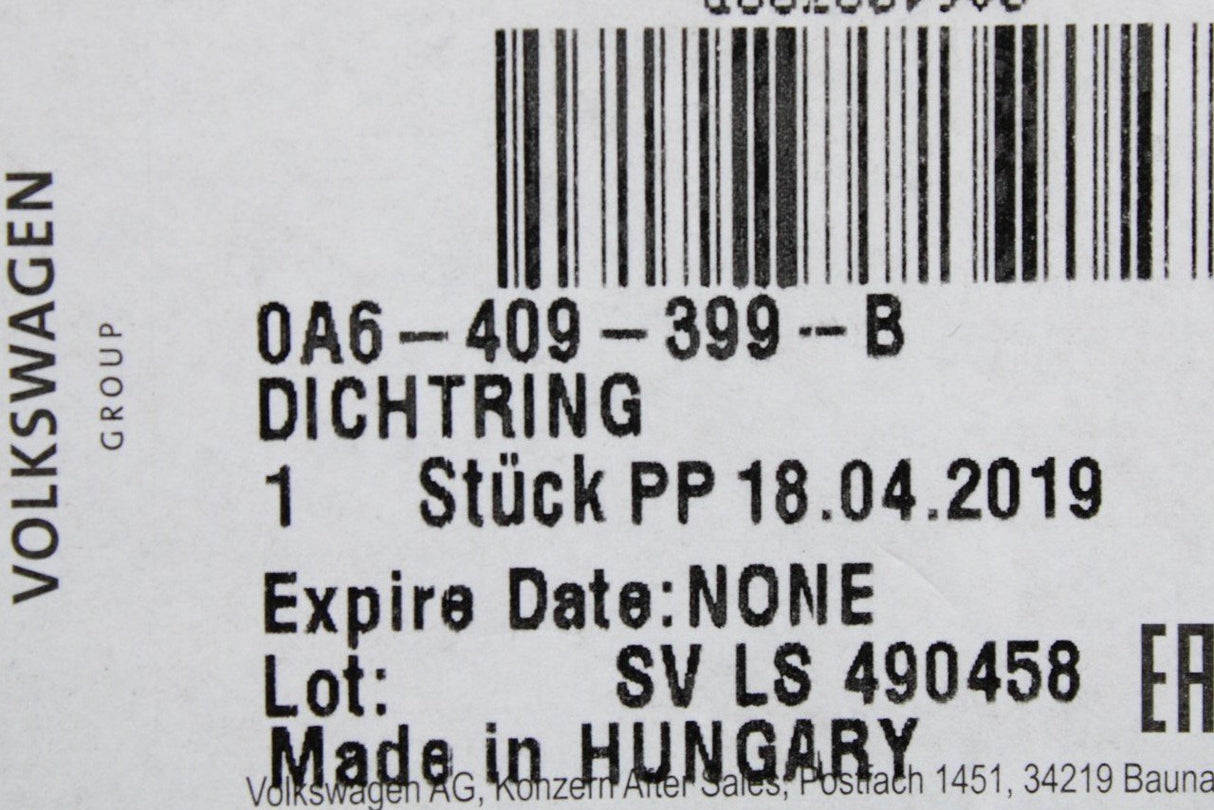 VOLKSWAGEN
GROUP
0A6-409-399-B
DICHTRING
1 Stück PP 18.04.2019
Expire Date:NONE
Lot: SV LS 490458
EA
Made in HUNGARY
Volkswagen AG, Konzern After Sales, Postfach 1451, 34219 Bauna